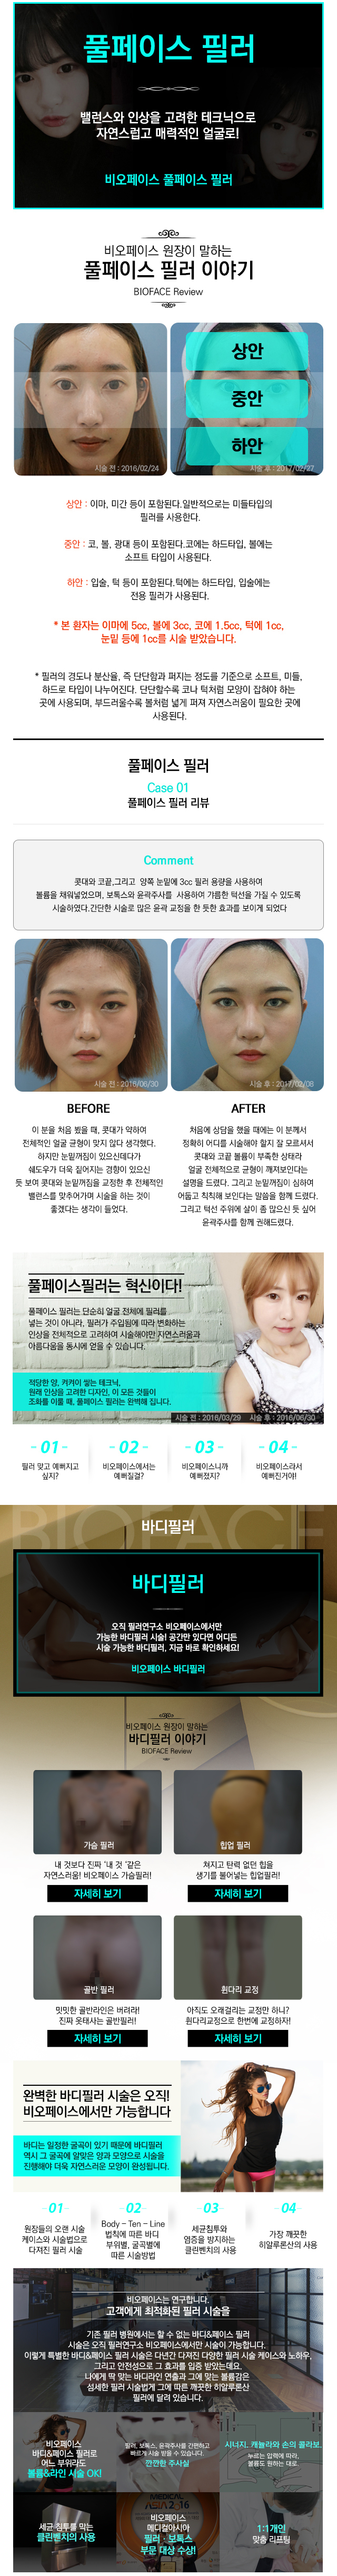 풀페이스 필러
밸런스와 인상을 고려한 테크닉으로
자연스럽고 매력적인 얼굴로!
비오페이스 풀페이스 필러
비오페이스 원장이 말하는
풀페이스 필러 이야기
BIOFACE Review
상안
중안
하안
시술 전 : 2016/02/24
시술 후 : 2017/02/27
상안 : 이마, 미간 등이 포함된다.일반적으로는 미들타입의
필러를 사용한다.
중안 : 코, 볼, 광대 등이 포함된다.코에는 하드타입, 볼에는
소프트 타입이 사용된다.
하안 : 입술, 턱 등이 포함된다.턱에는 하드타입, 입술에는
전용 필러가 사용된다.
* 본 환자는 이마에 5cc, 볼에 3cc, 코에 1.5cc, 턱에 1cc,
눈밑 등에 1cc를 시술 받았습니다.
* 필러의 경도나 분산율, 즉 단단함과 퍼지는 정도를 기준으로 소프트, 미들,
하드로 타입이 나누어진다. 단단할수록 코나 턱처럼 모양이 잡혀야 하는
곳에 사용되며, 부드러울수록 볼처럼 넓게 퍼져 자연스러움이 필요한 곳에
사용된다.
풀페이스 필러
Case 01
풀페이스 필러 리뷰
Comment
콧대와 코끝,그리고 양쪽 눈밑에 3cc 필러 용량을 사용하여
볼륨을 채워넣었으며, 보톡스와 윤곽주사를 사용하여 갸름한 턱선을 가질 수 있도록
시술하였다.간단한 시술로 많은 윤곽 교정을 한 듯한 효과를 보이게 되었다
시술 전 : 2016/06/30
시술 후 : 2017/02/08
BEFORE
이 분을 처음 뵀을 때, 콧대가 약하여
전체적인 얼굴 균형이 맞지 않다 생각했다.
하지만 눈밑꺼짐이 있으신데다가
쉐도우가 더욱 짙어지는 경향이 있으신
듯 보여 콧대와 눈밑꺼짐을 교정한 후 전체적인
밸런스를 맞추어가며 시술을 하는 것이
좋겠다는 생각이 들었다.
AFTER
처음에 상담을 했을 때에는 이 분께서
정확히 어디를 시술해야 할지 잘 모르셔서
콧대와 코끝 볼륨이 부족한 상태라
얼굴 전체적으로 균형이 깨져보인다는
설명을 드렸다. 그리고 눈밑꺼짐이 심하여
어둡고 칙칙해 보인다는 말씀을 함께 드렸다.
그리고 턱선 주위에 살이 좀 많으신 듯 싶어
윤곽주사를 함께 권해드렸다.
풀페이스필러는 혁신이다!
풀페이스 필러는 단순히 얼굴 전체에 필러를
넣는 것이 아니라, 필러가 주입됨에 따라 변화하는
인상을 전체적으로 고려하여 시술해야만 자연스러움과
아름다움을 동시에 얻을 수 있습니다.
적당한 양, 켜켜이 쌓는 테크닉,
원래 인상을 고려한 디자인, 이 모든 것들이
조화를 이룰 때, 풀페이스 필러는 완벽해 집니다.
시술 전 : 2016/03/29 시술 후 : 2016/06/30
- 01 -
필러 맞고 예뻐지고
싶지?
- 02 -
비오페이스에서는
예뻐질걸?
- 03 -
비오페이스니까
예뻐졌지?
- 04 -
비오페이스라서
예뻐진거야!
BIOFACE
바디필러
바디필러
오직 필러연구소 비오페이스에서만
가능한 바디필러 시술! 공간만 있다면 어디든
시술 가능한 바디필러, 지금 바로 확인하세요!
비오페이스 바디필러
비오페이스 원장이 말하는
바디필러 이야기
BIOFACE Review
가슴 필러
내 것보다 진짜 '내 것 '같은
자연스러움! 비오페이스 가슴필러!
자세히 보기
힙업 필러
쳐지고 탄력 없던 힙을
생기를 불어넣는 힙업필러!
자세히 보기
골반 필러
밋밋한 골반라인은 버려라!
진짜 옷태사는 골반필러!
자세히 보기
휜다리 교정
아직도 오래걸리는 교정만 하니?
휜다리교정으로 한번에 교정하자!
자세히 보기
완벽한 바디필러 시술은 오직!
비오페이스에서만 가능합니다
바디는 일정한 굴곡이 있기 때문에 바디필러
역시 그 굴곡에 알맞은 양과 모양으로 시술을
진행해야 더욱 자연스러운 모양이 완성됩니다.
-01-
원장들의 오랜 시술
케이스와 시술법으로
다져진 필러 시술
-02-
Body - Ten - Line
법칙에 따른 바디
부위별, 굴곡별에
따른 시술방법
-03-
세균침투와
염증을 방지하는
클린벤치의 사용
-04-
가장 깨끗한
히알루론산의 사용
비오페이스는 연구합니다.
고객에게 최적화된 필러 시술을
기존 필러 병원에서는 할 수 없는 바디&페이스 필러
시술은 오직 필러연구소 비오페이스에서만 시술이 가능합니다.
이렇게 특별한 바디&페이스 필러 시술은 다년간 다져진 다양한 필러 시술 케이스와 노하우,
그리고 안전성으로 그 효과를 입증 받았는데요.
나에게 딱 맞는 바디라인 연출과 그에 맞는 볼륨감은
섬세한 필러 시술법게 그에 따른 깨끗한 히알루론산
필러에 달려 있습니다.
비오페이스
바디&페이스 필러로
어느 부위라도
볼륨&라인 시술 OK!
필러, 보톡스, 윤곽주사를 간편하고
빠르게 시술 받을 수 있습니다.
깐깐한 주사실
시너지. 캐뉼라와 손의 콜라보.
누르는 압력에 따라,
볼륨도 원하는 대로.
세균 침투를 막는
클린벤치의 사용
비오페이스
메디컬아시아
필러 · 보톡스
부문 대상 수상!
1:1개인
맞춤 리프팅